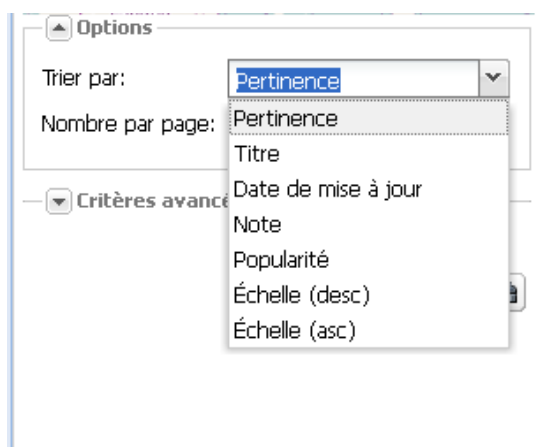 Options
Trier par:
Pertinence
Nombre par page:
Pertinence
Titre
Date de mise à jour
Note
Popularité
Échelle (desc)
Échelle (asc)
Critères avancé